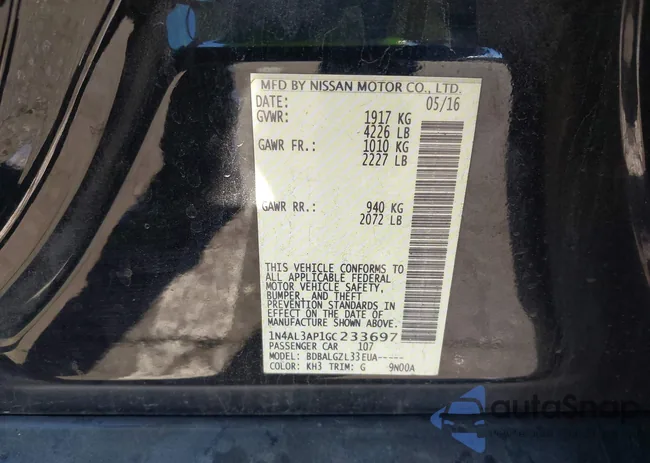 MFD BY NISSAN MOTOR CO., LTD.
DATE: 05/16
GVWR: 1917 KG
4226 LB
GAWR FR.: 1010 KG
2227 LB
GAWR RR.: 940 KG
2072 LB
THIS VEHICLE CONFORMS TO
ALL APPLICABLE FEDERAL
MOTOR VEHICLE SAFETY,
BUMPER, AND THEFT
PREVENTION STANDARDS IN
EFFECT ON THE DATE OF
MANUFACTURE SHOWN ABOVE.
1N4AL3AP1GC233697
PASSENGER CAR 107
MODEL: BDBALGZL33EUA-----
COLOR: KH3 TRIM: G 9N00A
autoSnap